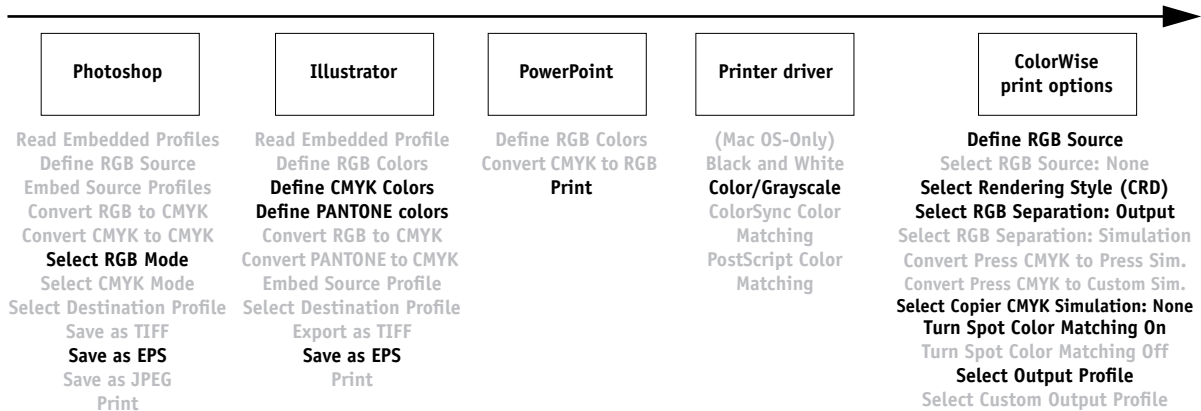 Photoshop
Read Embedded Profiles
Define RGB Source
Embed Source Profiles
Convert RGB to CMYK
Convert CMYK to CMYK
Select RGB Mode
Select CMYK Mode
Select Destination Profile
Save as TIFF
Save as EPS
Save as JPEG
Print
Illustrator
Read Embedded Profile
Define RGB Colors
Define CMYK Colors
Define PANTONE colors
Convert RGB to CMYK
Convert PANTONE to CMYK
Embed Source Profile
Select Destination Profile
Export as TIFF
Save as EPS
Print
PowerPoint
Define RGB Colors
Convert CMYK to RGB
Print
Printer driver
(Mac OS-Only)
Black and White
Color/Grayscale
ColorSync Color
Matching
PostScript Color
Matching
ColorWise
print options
Define RGB Source
Select RGB Source: None
Select Rendering Style (CRD)
Select RGB Separation: Output
Select RGB Separation: Simulation
Convert Press CMYK to Press Sim.
Convert Press CMYK to Custom Sim.
Select Copier CMYK Simulation: None
Turn Spot Color Matching On
Turn Spot Color Matching Off
Select Output Profile
Select Custom Output Profile